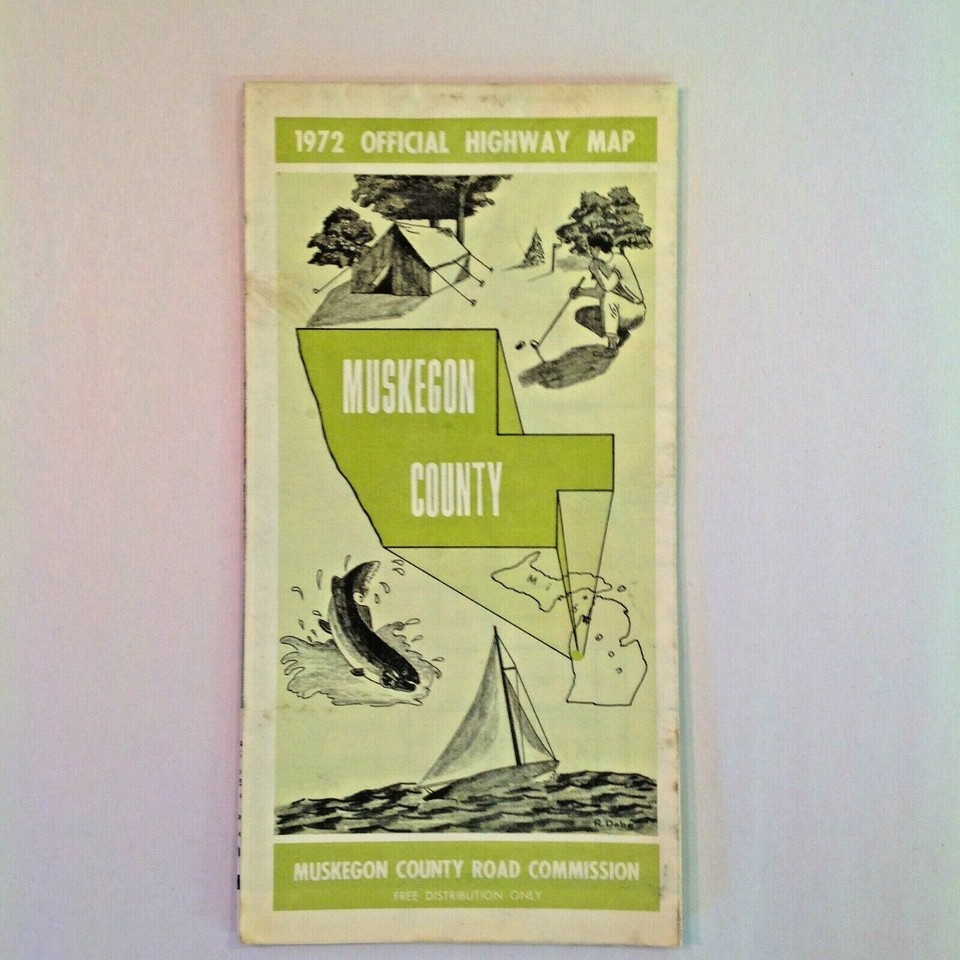 1972 OFFICIAL HIGHWAY MAP
MUSKEGON
COUNTY
MUSKEGON COUNTY ROAD COMMISSION
FREE DISTRIBUTION ONLY